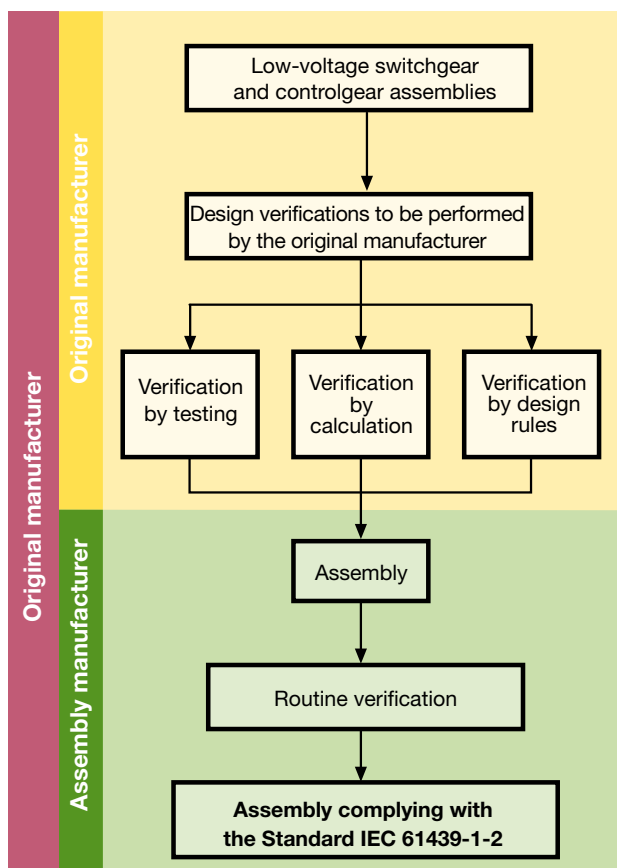 Original manufacturer
Original manufacturer
Assembly manufacturer
Low-voltage switchgear
and controlgear assemblies
Design verifications to be performed
by the original manufacturer
Verification
by testing
Verification
by
calculation
Verification
by design
rules
Assembly
Routine verification
Assembly complying with
the Standard IEC 61439-1-2